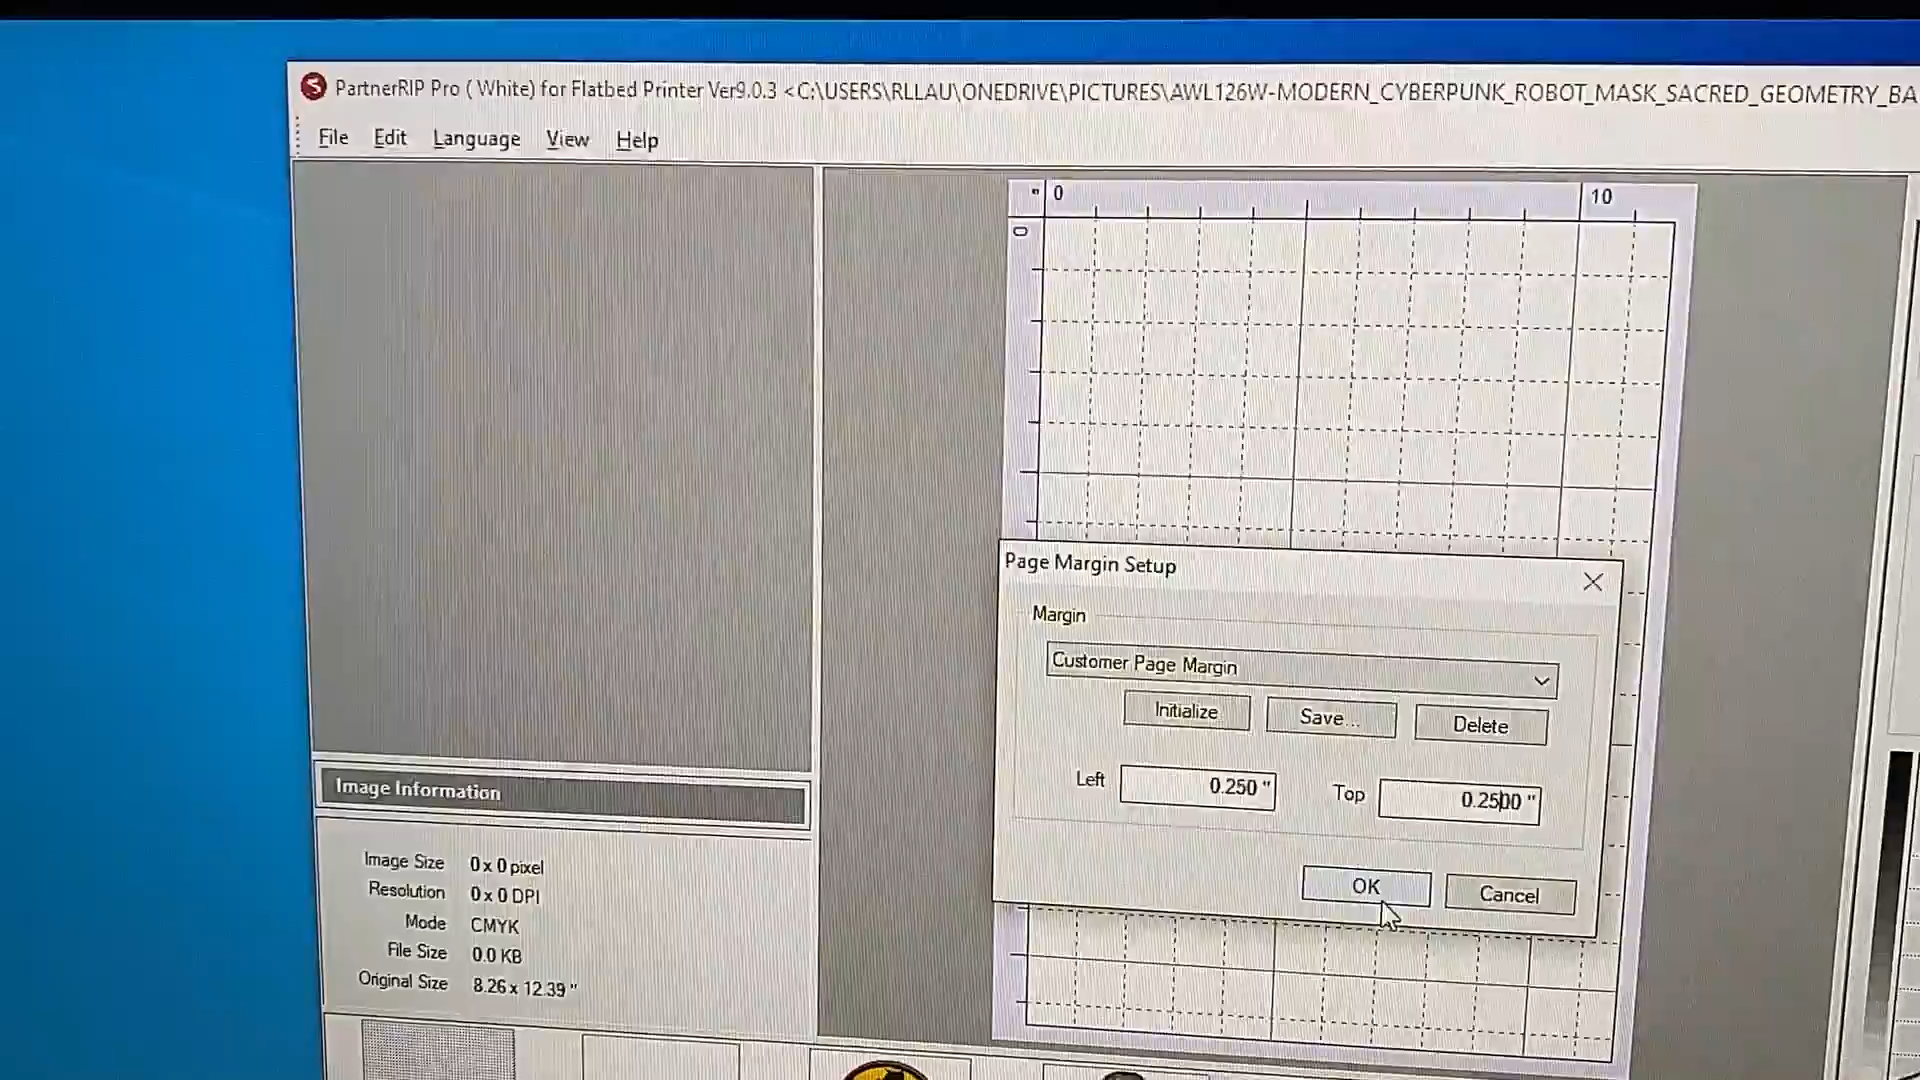 PartnerRIP Pro ( White) for Flatbed Printer Ver9.0.3 <C:\USERS\RLLAU\ONEDRIVE\PICTURES\AWL126W-MODERN_CYBERPUNK_ROBOT_MASK_SACRED_GEOMETRY_BA
File Edit Language View Help
" 0 10
0
Page Margin Setup
Margin
Customer Page Margin
Initialize Save... Delete
Left 0.250 " Top 0.2500 "
OK Cancel
Image Information
Image Size 0 x 0 pixel
Resolution 0 x 0 DPI
Mode CMYK
File Size 0.0 KB
Original Size 8.26 x 12.39 "